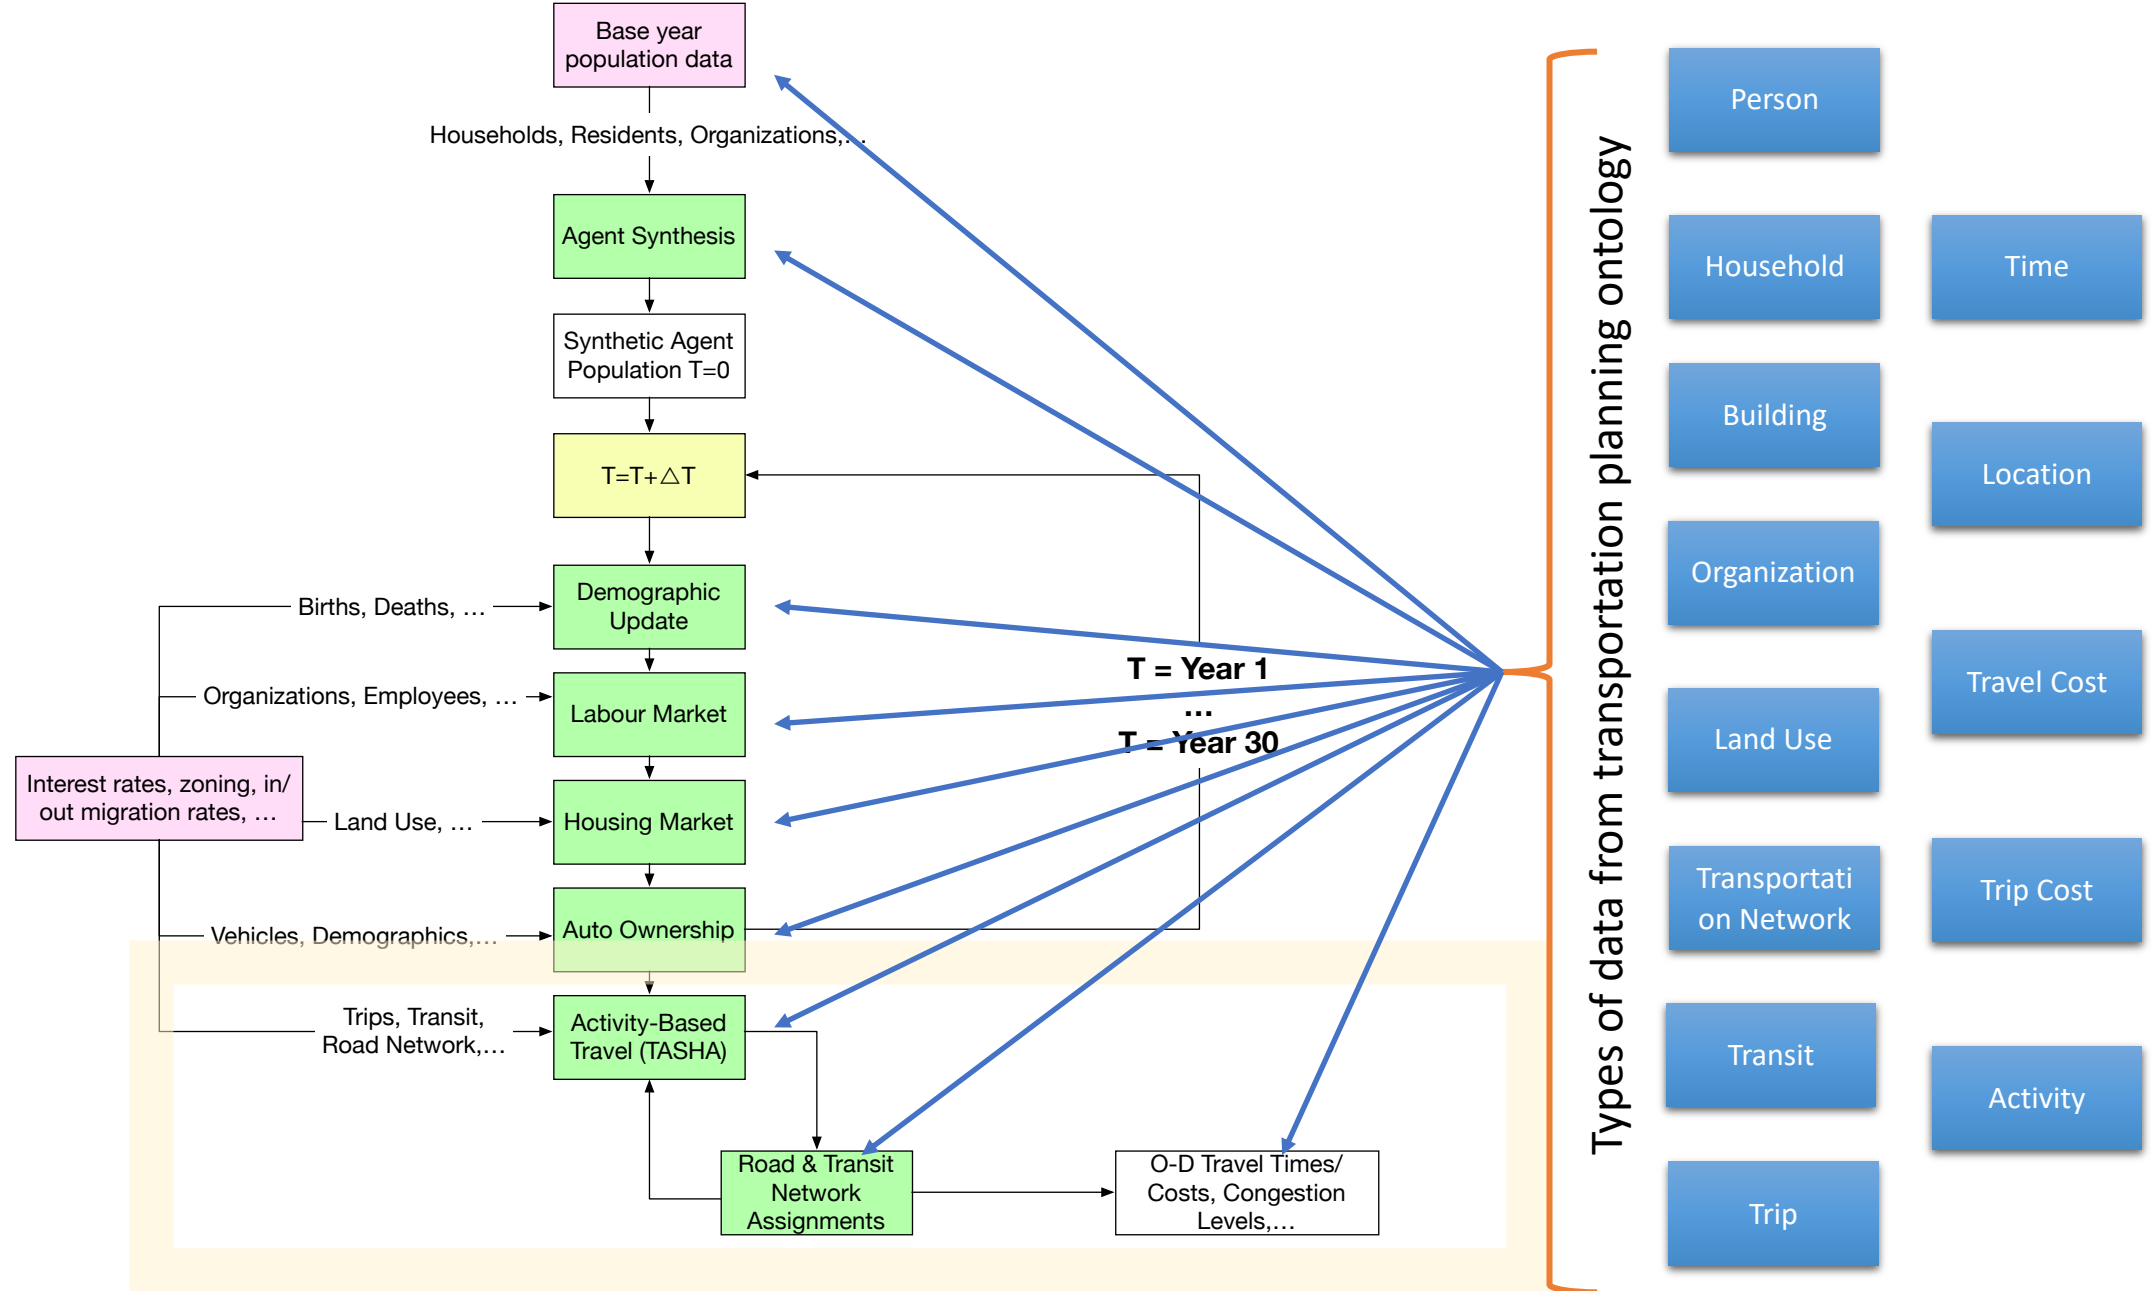 Base year
population data
Households, Residents, Organizations,…
Agent Synthesis
Synthetic Agent
Population T=0
T=T+△T
Births, Deaths, …
Demographic
Update
Organizations, Employees, …
Labour Market
Interest rates, zoning, in/
out migration rates, …
Land Use, …
Housing Market
Vehicles, Demographics,…
Auto Ownership
Trips, Transit,
Road Network,…
Activity-Based
Travel (TASHA)
Road & Transit
Network
Assignments
O-D Travel Times/
Costs, Congestion
Levels,…
T = Year 1
...
T = Year 30
Types of data from transportation planning ontology
Person
Household
Building
Organization
Land Use
Transportati
on Network
Transit
Trip
Time
Location
Travel Cost
Trip Cost
Activity